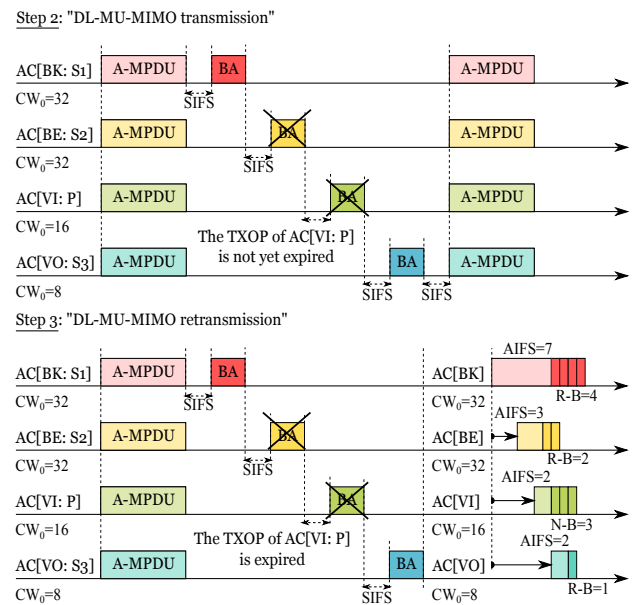 Step 2: "DL-MU-MIMO transmission"
AC[BK: S1] A-MPDU BA A-MPDU
CW₀=32 SIFS
AC[BE: S2] A-MPDU BA A-MPDU
CW₀=32 SIFS
AC[VI: P] A-MPDU BA A-MPDU
CW₀=16
The TXOP of AC[VI: P]
is not yet expired
AC[VO: S3] A-MPDU BA A-MPDU
CW₀=8 SIFS SIFS
Step 3: "DL-MU-MIMO retransmission"
AIFS=7
AC[BK: S1] A-MPDU BA AC[BK]
CW₀=32 SIFS CW₀=32 R-B=4
AIFS=3
AC[BE: S2] A-MPDU BA AC[BE]
CW₀=32 SIFS CW₀=32 R-B=2
AIFS=2
AC[VI: P] A-MPDU BA AC[VI]
CW₀=16 CW₀=16 N-B=3
The TXOP of AC[VI: P]
is expired
AIFS=2
AC[VO: S3] A-MPDU BA AC[VO]
CW₀=8 SIFS CW₀=8 R-B=1